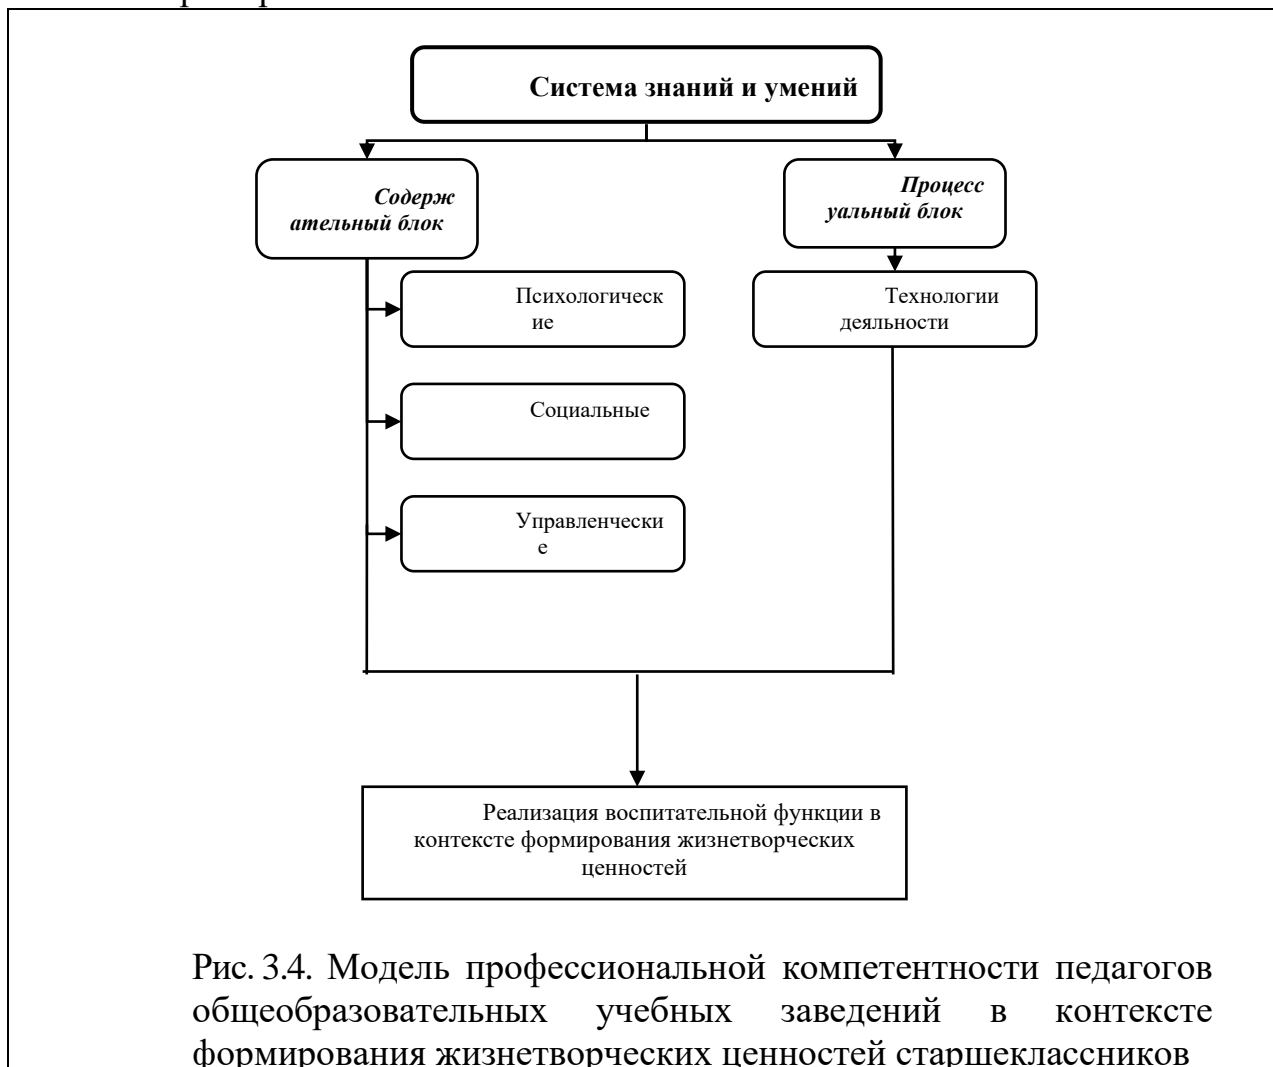 Система знаний и умений
Содерж
ательный блок
Процесс
уальный блок
Психологическ
ие
Технологии
деяльности
Социальные
Управленчески
е
Реализация воспитательной функции в
контексте формирования жизнетворческих
ценностей
Рис. 3.4. Модель профессиональной компетентности педагогов
общеобразовательных учебных заведений в контексте
формирования жизнетворческих ценностей старшеклассников